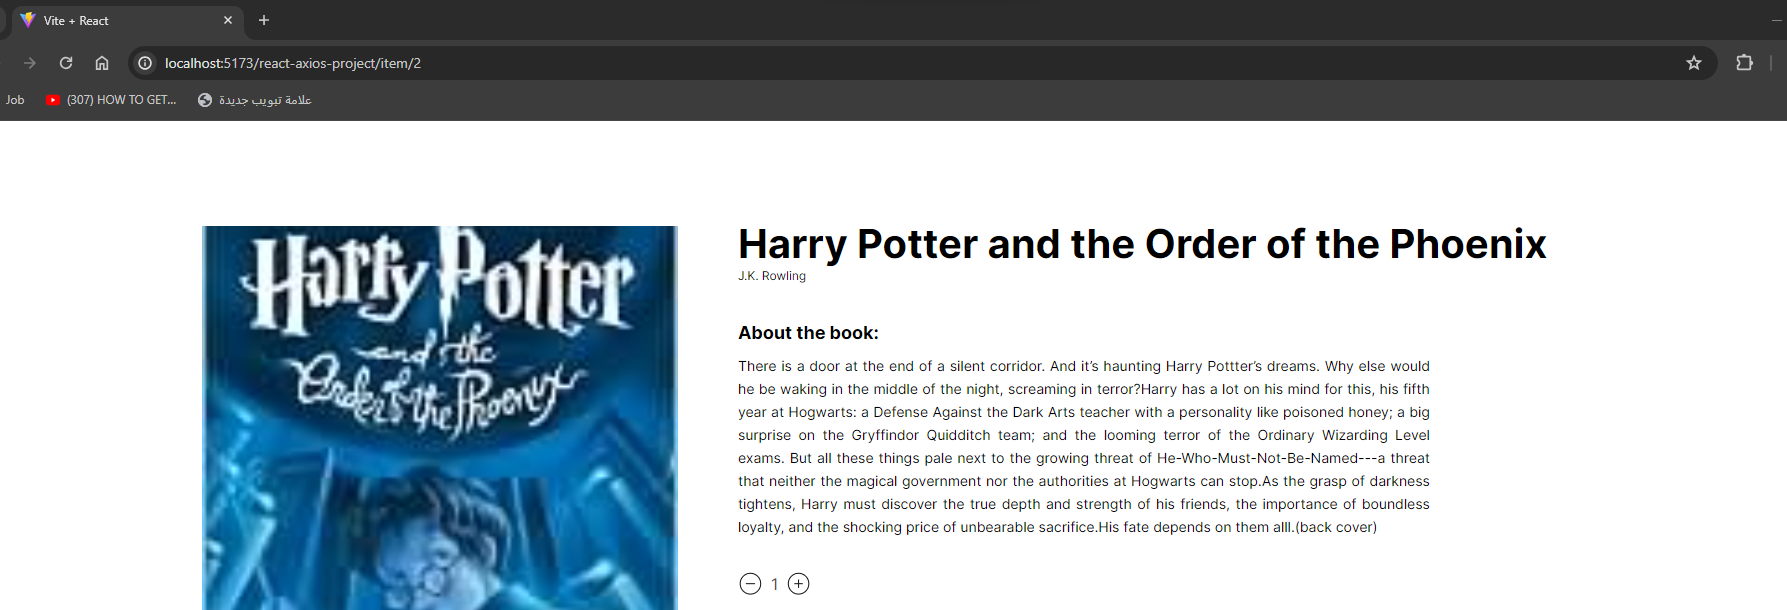 Vite + React
localhost:5173/react-axios-project/item/2
Job
(307) HOW TO GET...
علامة تبويب جديدة
Harry Potter
and the
Order of the Phoenix
Harry Potter and the Order of the Phoenix
J.K. Rowling
About the book:
There is a door at the end of a silent corridor. And it’s haunting Harry Pottter’s dreams. Why else would
he be waking in the middle of the night, screaming in terror?Harry has a lot on his mind for this, his fifth
year at Hogwarts: a Defense Against the Dark Arts teacher with a personality like poisoned honey; a big
surprise on the Gryffindor Quidditch team; and the looming terror of the Ordinary Wizarding Level
exams. But all these things pale next to the growing threat of He-Who-Must-Not-Be-Named---a threat
that neither the magical government nor the authorities at Hogwarts can stop.As the grasp of darkness
tightens, Harry must discover the true depth and strength of his friends, the importance of boundless
loyalty, and the shocking price of unbearable sacrifice.His fate depends on them alll.(back cover)
1